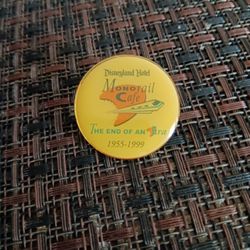 Disneyland Hotel
Monorail
Cafe
THE END OF AN Era
1955-1999